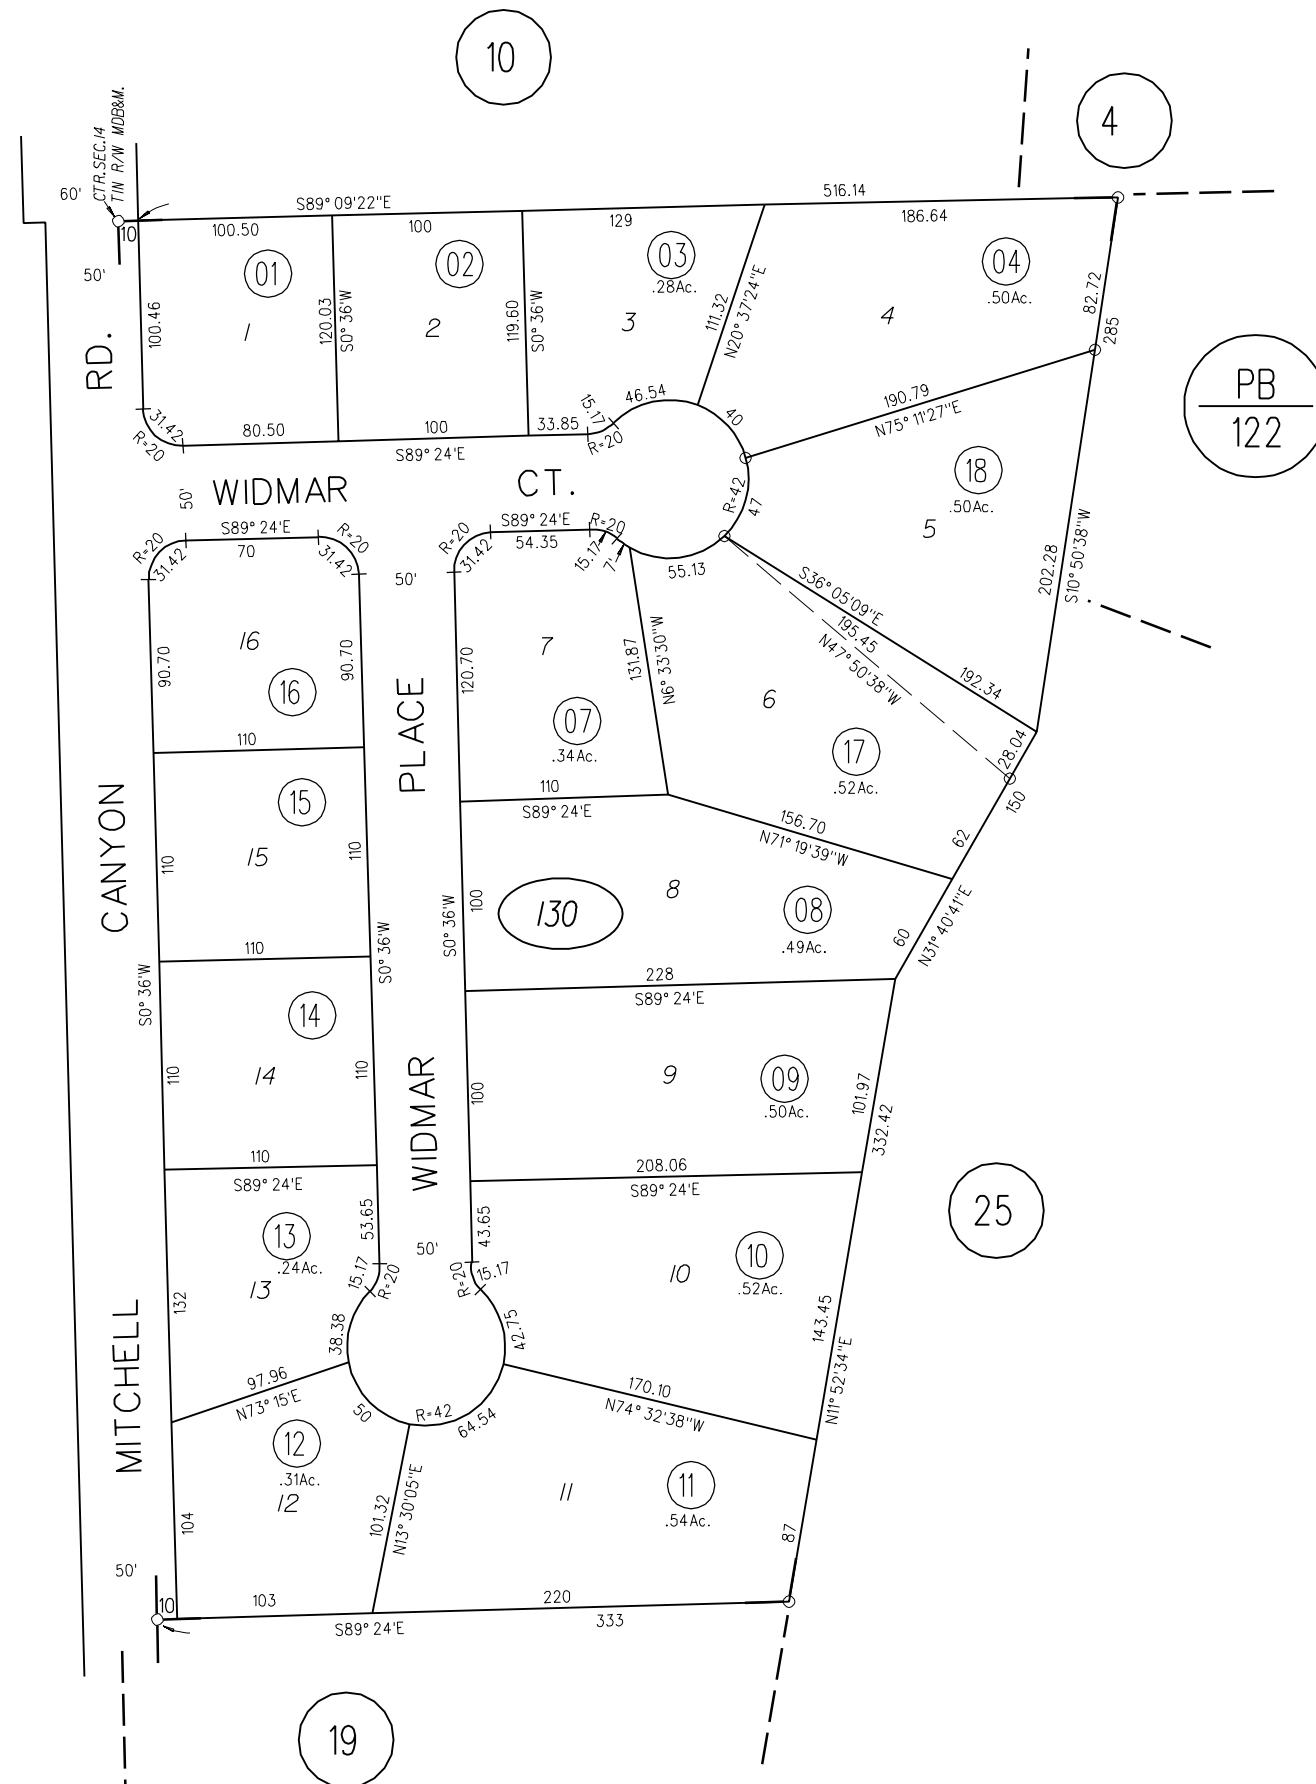 10
4
CTR.SEC.14
TIN R/W MDB&M.
60'
S89° 09'22"E
516.14
10
100.50
100
129
186.64
50'
01
02
03
.28Ac.
04
.50Ac.
82.72
285
100.46
1
120.03
S0° 36'W
2
119.60
S0° 36'W
3
111.32
N20° 37'24"E
4
RD.
PB
122
31.42
R=20
80.50
100
S89° 24'E
33.85
15.17
R=20
46.54
40
190.79
N75° 11'27"E
50'
WIDMAR CT.
R=42
47
18
.50Ac.
5
202.28
S10° 50'38"W
R=20
31.42
S89° 24'E
70
R=20
31.42
50'
R=20
31.42
S89° 24'E
54.35
R=20
15.17
7'
55.13
S36° 05'09"E
195.45
N47° 50'38"W
192.34
28.04
150
90.70
16
16
90.70
120.70
7
131.87
N6° 33'30"W
07
.34Ac.
6
17
.52Ac.
62
110
PLACE
110
S89° 24'E
156.70
N71° 19'39"W
15
15
110
110
CANYON
100
130
8
08
.49Ac.
60
N31° 40'41"E
S0° 36'W
110
S0° 36'W
S0° 36'W
228
S89° 24'E
14
14
110
110
WIDMAR
100
9
09
.50Ac.
101.97
332.42
110
S89° 24'E
208.06
S89° 24'E
25
13
.24Ac.
13
132
53.65
50'
43.65
15.17
R=20
R=20
15.17
10
10
.52Ac.
143.45
N11° 52'34"E
MITCHELL
38.38
42.75
97.96
N73° 15'E
50
R=42
64.54
170.10
N74° 32'38"W
12
.31Ac.
12
104
101.32
N13° 30'05"E
11
11
.54Ac.
87
50'
10
103
S89° 24'E
220
333
19